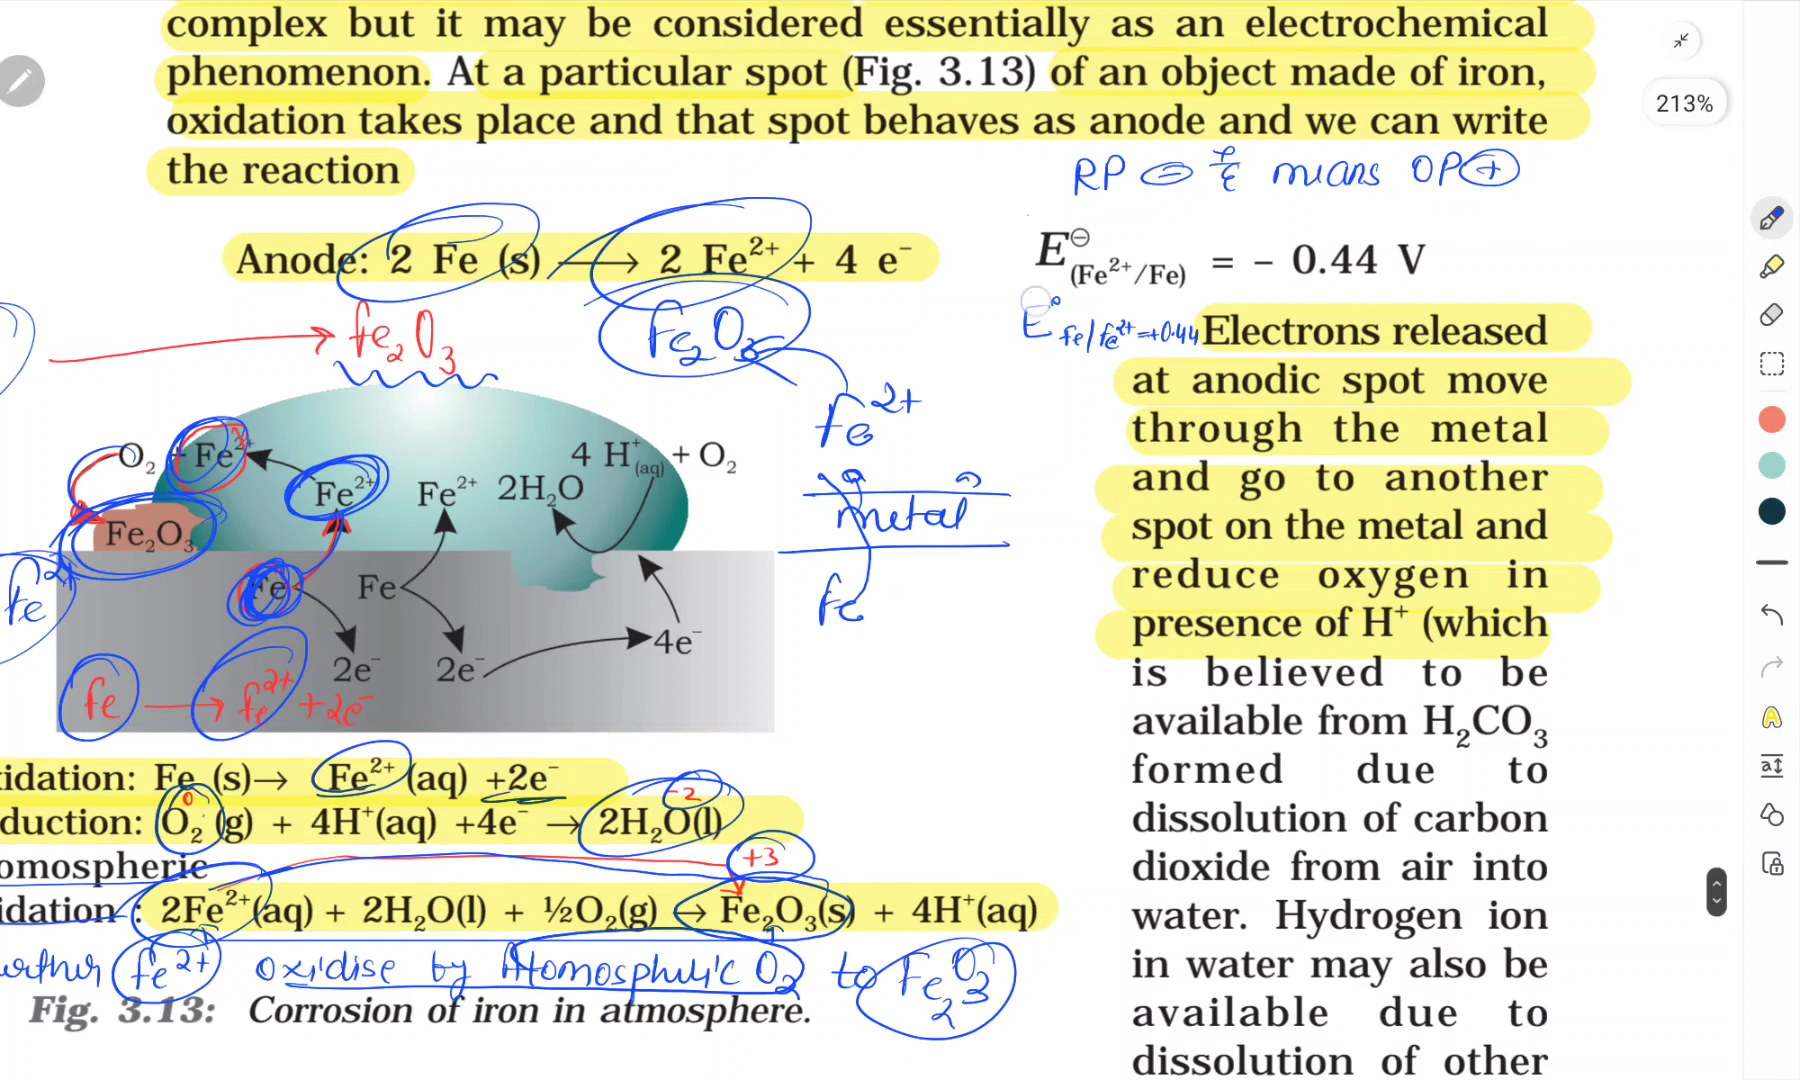 complex but it may be considered essentially as an electrochemical
phenomenon. At a particular spot (Fig. 3.13) of an object made of iron,
oxidation takes place and that spot behaves as anode and we can write
the reaction
213%
RP ⊖ means OP ⊕
Anode: 2 Fe (s) ⟶ 2 Fe²⁺ + 4 e⁻
E⊖(Fe²⁺/Fe) = – 0.44 V
E° Fe/Fe²⁺ = +0.44
→ Fe₂O₃
Fe₂O₃
Fe²⁺
metal
Fe
O₂ + Fe²⁺
Fe²⁺
Fe²⁺
2H₂O
4 H⁺(aq) + O₂
Fe₂O₃
Fe²⁺
Fe
Fe
2e⁻
2e⁻
4e⁻
Fe → Fe²⁺ + 2e⁻
Electrons released
at anodic spot move
through the metal
and go to another
spot on the metal and
reduce oxygen in
presence of H⁺ (which
is believed to be
available from H₂CO₃
formed due to
dissolution of carbon
dioxide from air into
water. Hydrogen ion
in water may also be
available due to
dissolution of other
idation: Fe (s)→ Fe²⁺ (aq) +2e⁻
0
-2
duction: O₂ (g) + 4H⁺(aq) +4e⁻ → 2H₂O(l)
omospheric
+3
idation : 2Fe²⁺(aq) + 2H₂O(l) + ½O₂(g) → Fe₂O₃(s) + 4H⁺(aq)
Fe²⁺ oxidise by Atomospheric O₂ to Fe₂O₃
Fig. 3.13: Corrosion of iron in atmosphere.